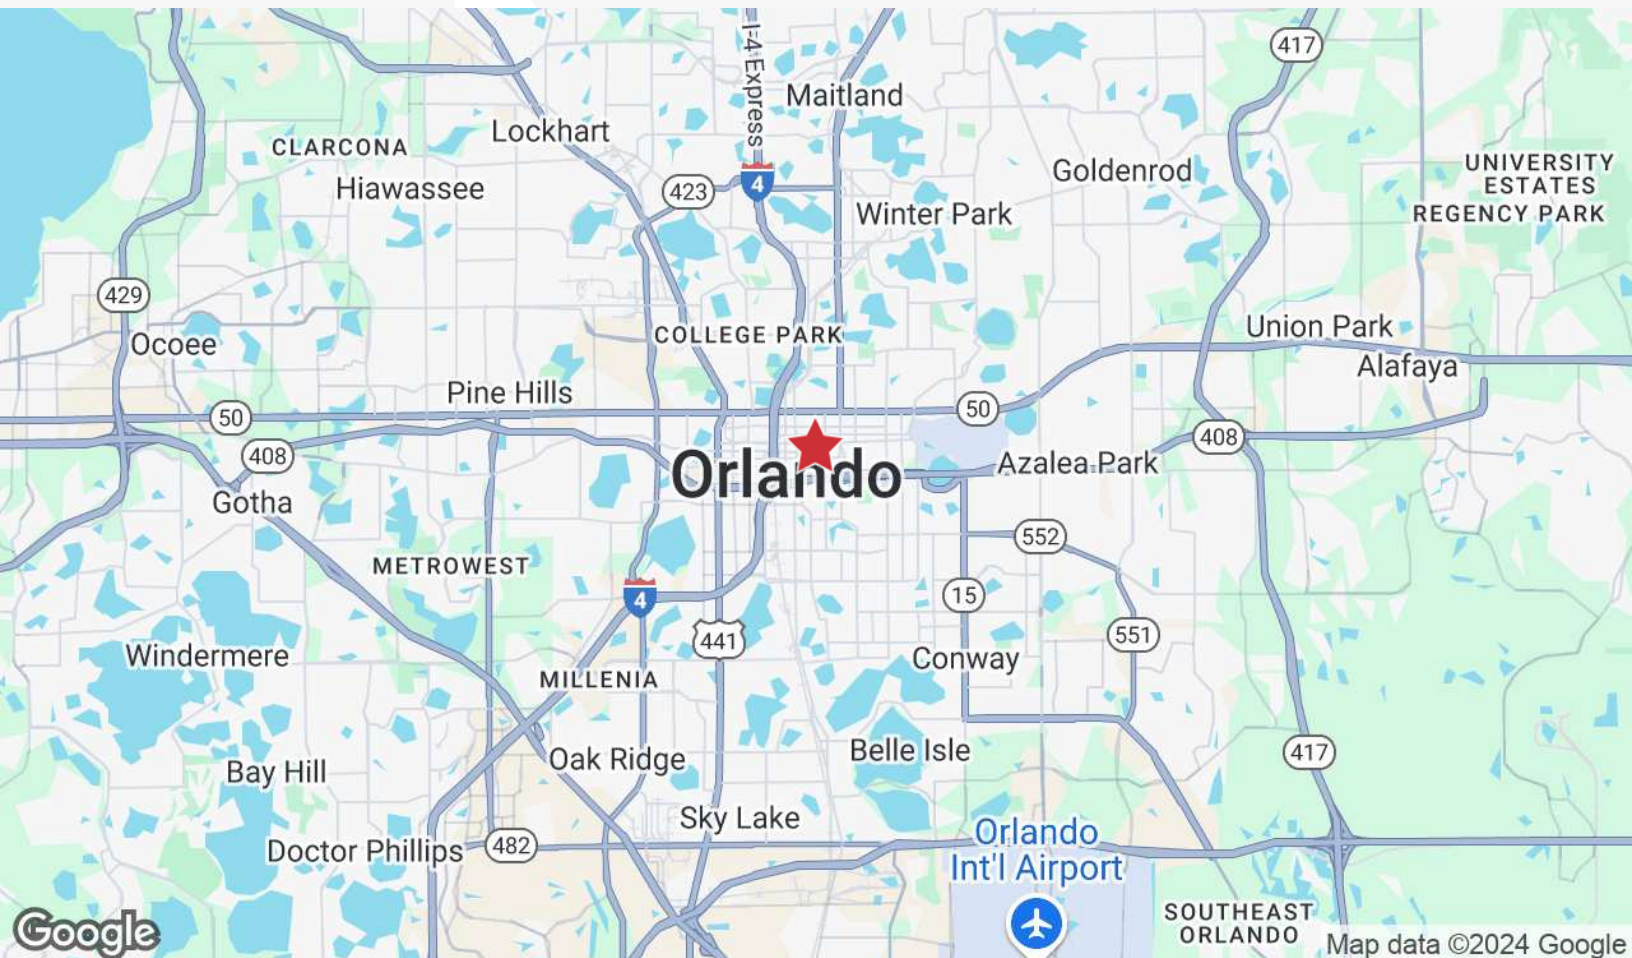 417
I-4 Express
Maitland
Lockhart
CLARCONA
UNIVERSITY
ESTATES
Goldenrod
Hiawassee
423
4
Winter Park
REGENCY PARK
429
Union Park
COLLEGE PARK
Ocoee
Alafaya
Pine Hills
50
50
408
408
Azalea Park
Orlando
Gotha
552
METROWEST
4
15
441
551
Windermere
Conway
MILLENIA
Belle Isle
417
Oak Ridge
Bay Hill
Sky Lake
Orlando
Int'l Airport
482
Doctor Phillips
SOUTHEAST
ORLANDO
Google
Map data ©2024 Google